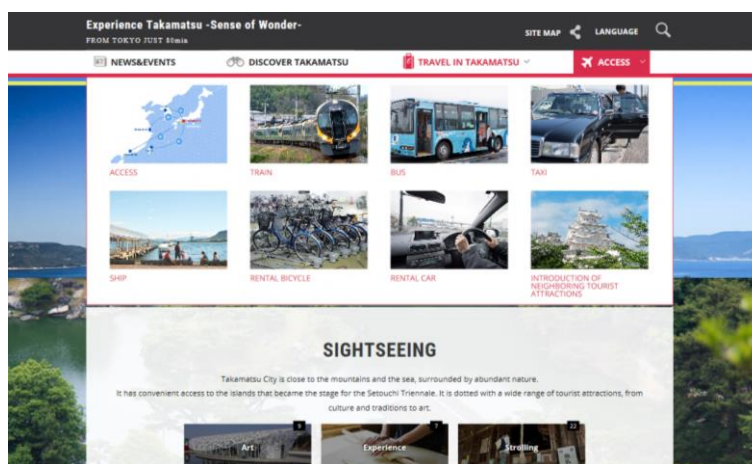 Experience Takamatsu -Sense of Wonder-
FROM TOKYO JUST 80min
SITE MAP
LANGUAGE
NEWS&EVENTS
DISCOVER TAKAMATSU
TRAVEL IN TAKAMATSU
ACCESS
ACCESS
TRAIN
BUS
TAXI
SHIP
RENTAL BICYCLE
RENTAL CAR
INTRODUCTION OF
NEIGHBORING TOURIST
ATTRACTIONS
SIGHTSEEING
Takamatsu City is close to the mountains and the sea, surrounded by abundant nature.
It has convenient access to the islands that became the stage for the Setouchi Triennale. It is dotted with a wide range of tourist attractions, from
culture and traditions to art.
9
Art
7
Experience
22
Strolling